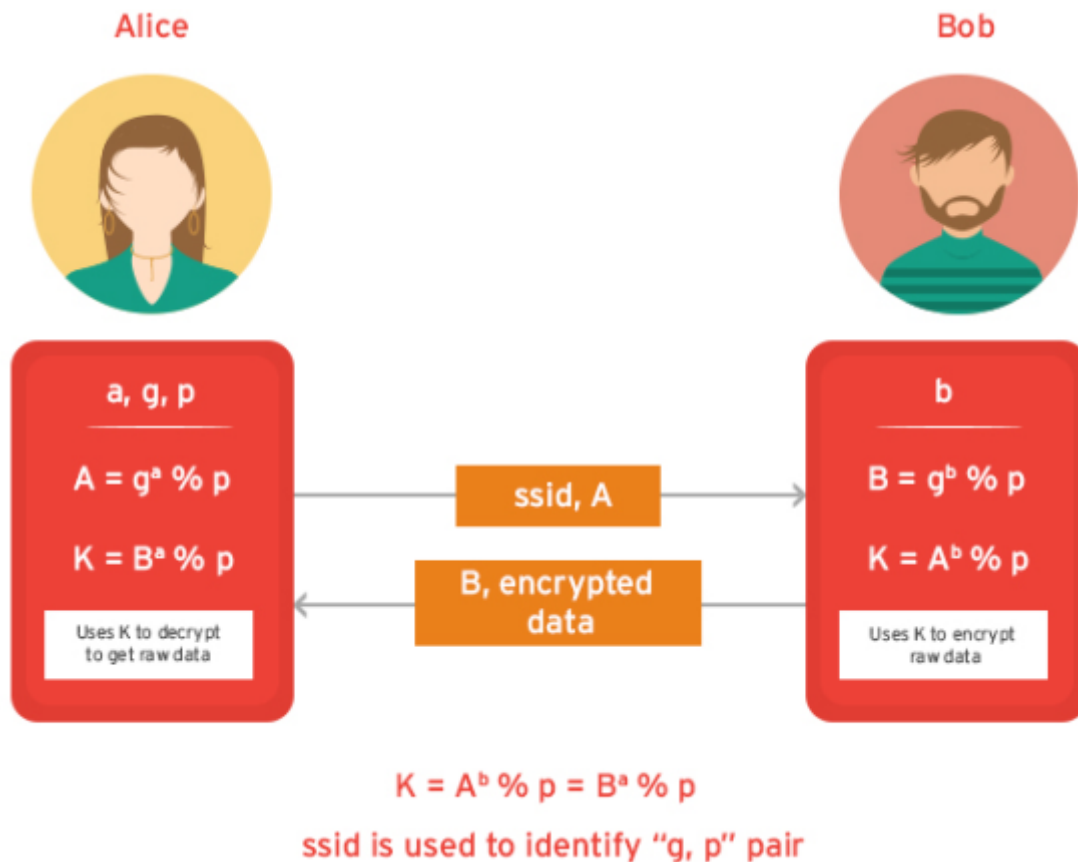 Alice
Bob
a, g, p
A = gᵃ % p
K = Bᵃ % p
Uses K to decrypt
to get raw data
ssid, A
B, encrypted
data
b
B = gᵇ % p
K = Aᵇ % p
Uses K to encrypt
raw data
K = Aᵇ % p = Bᵃ % p
ssid is used to identify “g, p” pair